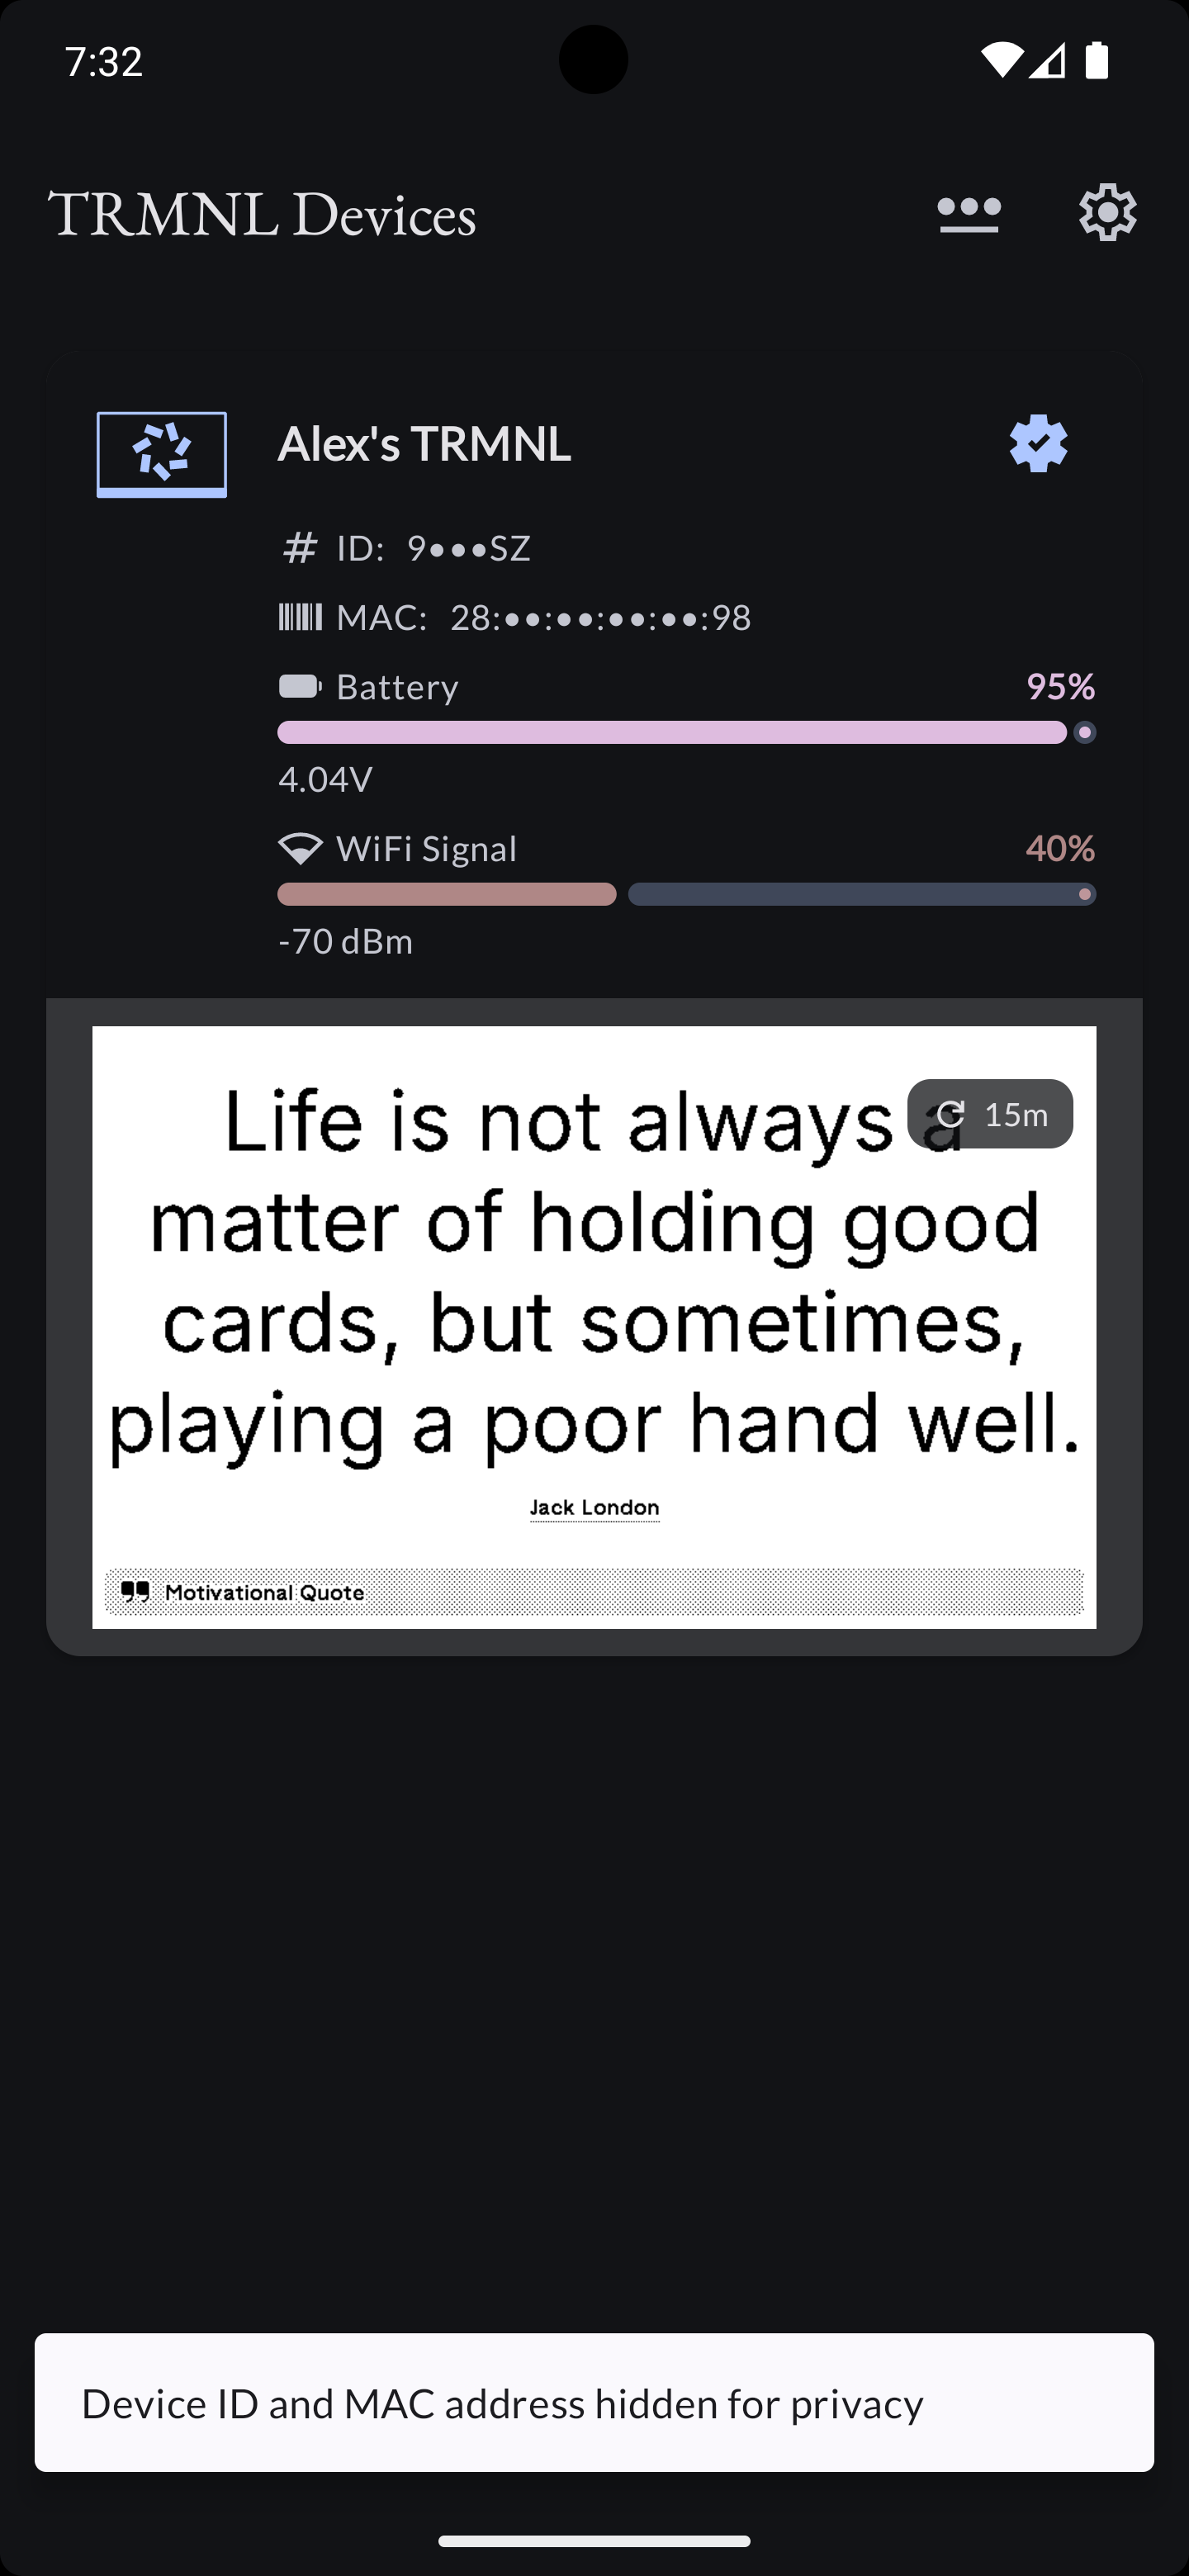 7:32
TRMNL Devices
Alex's TRMNL
# ID: 9•••SZ
MAC: 28:••:••:••:••:98
Battery 95%
4.04V
WiFi Signal 40%
-70 dBm
Life is not always a
15m
matter of holding good
cards, but sometimes,
playing a poor hand well.
Jack London
Motivational Quote
Device ID and MAC address hidden for privacy